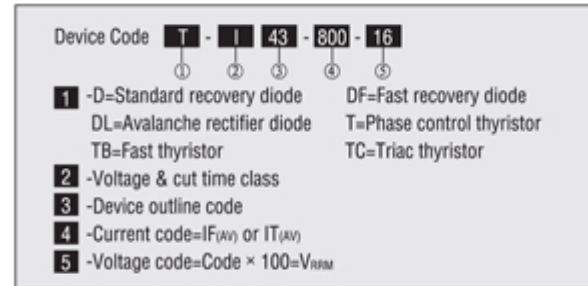 Device Code T - I 43 - 800 - 16
① ② ③ ④ ⑤
1 -D=Standard recovery diode DF=Fast recovery diode
DL=Avalanche rectifier diode T=Phase control thyristor
TB=Fast thyristor TC=Triac thyristor
2 -Voltage & cut time class
3 -Device outline code
4 -Current code=IF(AV) or IT(AV)
5 -Voltage code=Code × 100=VRRM